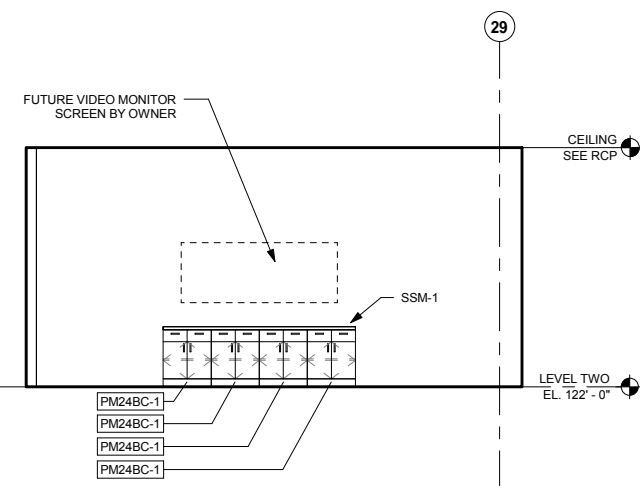 29
FUTURE VIDEO MONITOR
SCREEN BY OWNER
CEILING
SEE RCP
SSM-1
LEVEL TWO
EL. 122' - 0"
PM24BC-1
PM24BC-1
PM24BC-1
PM24BC-1